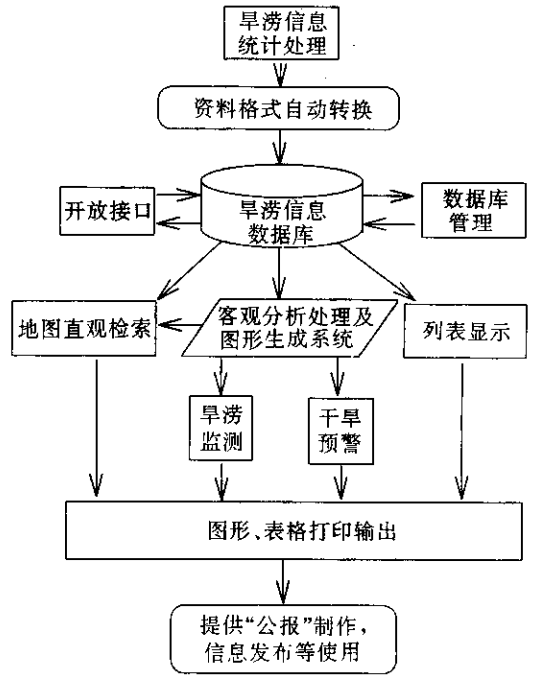 旱涝信息
统计处理
资料格式自动转换
开放接口
旱涝信息
数据库
数据库
管理
地图直观检索
客观分析处理及
图形生成系统
列表显示
旱涝
监测
干旱
预警
图形、表格打印输出
提供“公报”制作,
信息发布等使用